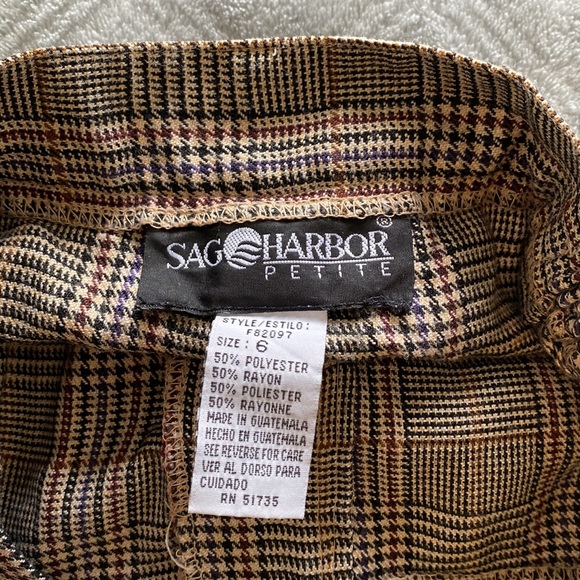 SAG HARBOR ®
PETITE
STYLE/ESTILO:
F82097
SIZE: 6
50% POLYESTER
50% RAYON
50% POLIESTER
50% RAYONNE
MADE IN GUATEMALA
HECHO EN GUATEMALA
SEE REVERSE FOR CARE
VER AL DORSO PARA
CUIDADO
RN 51735